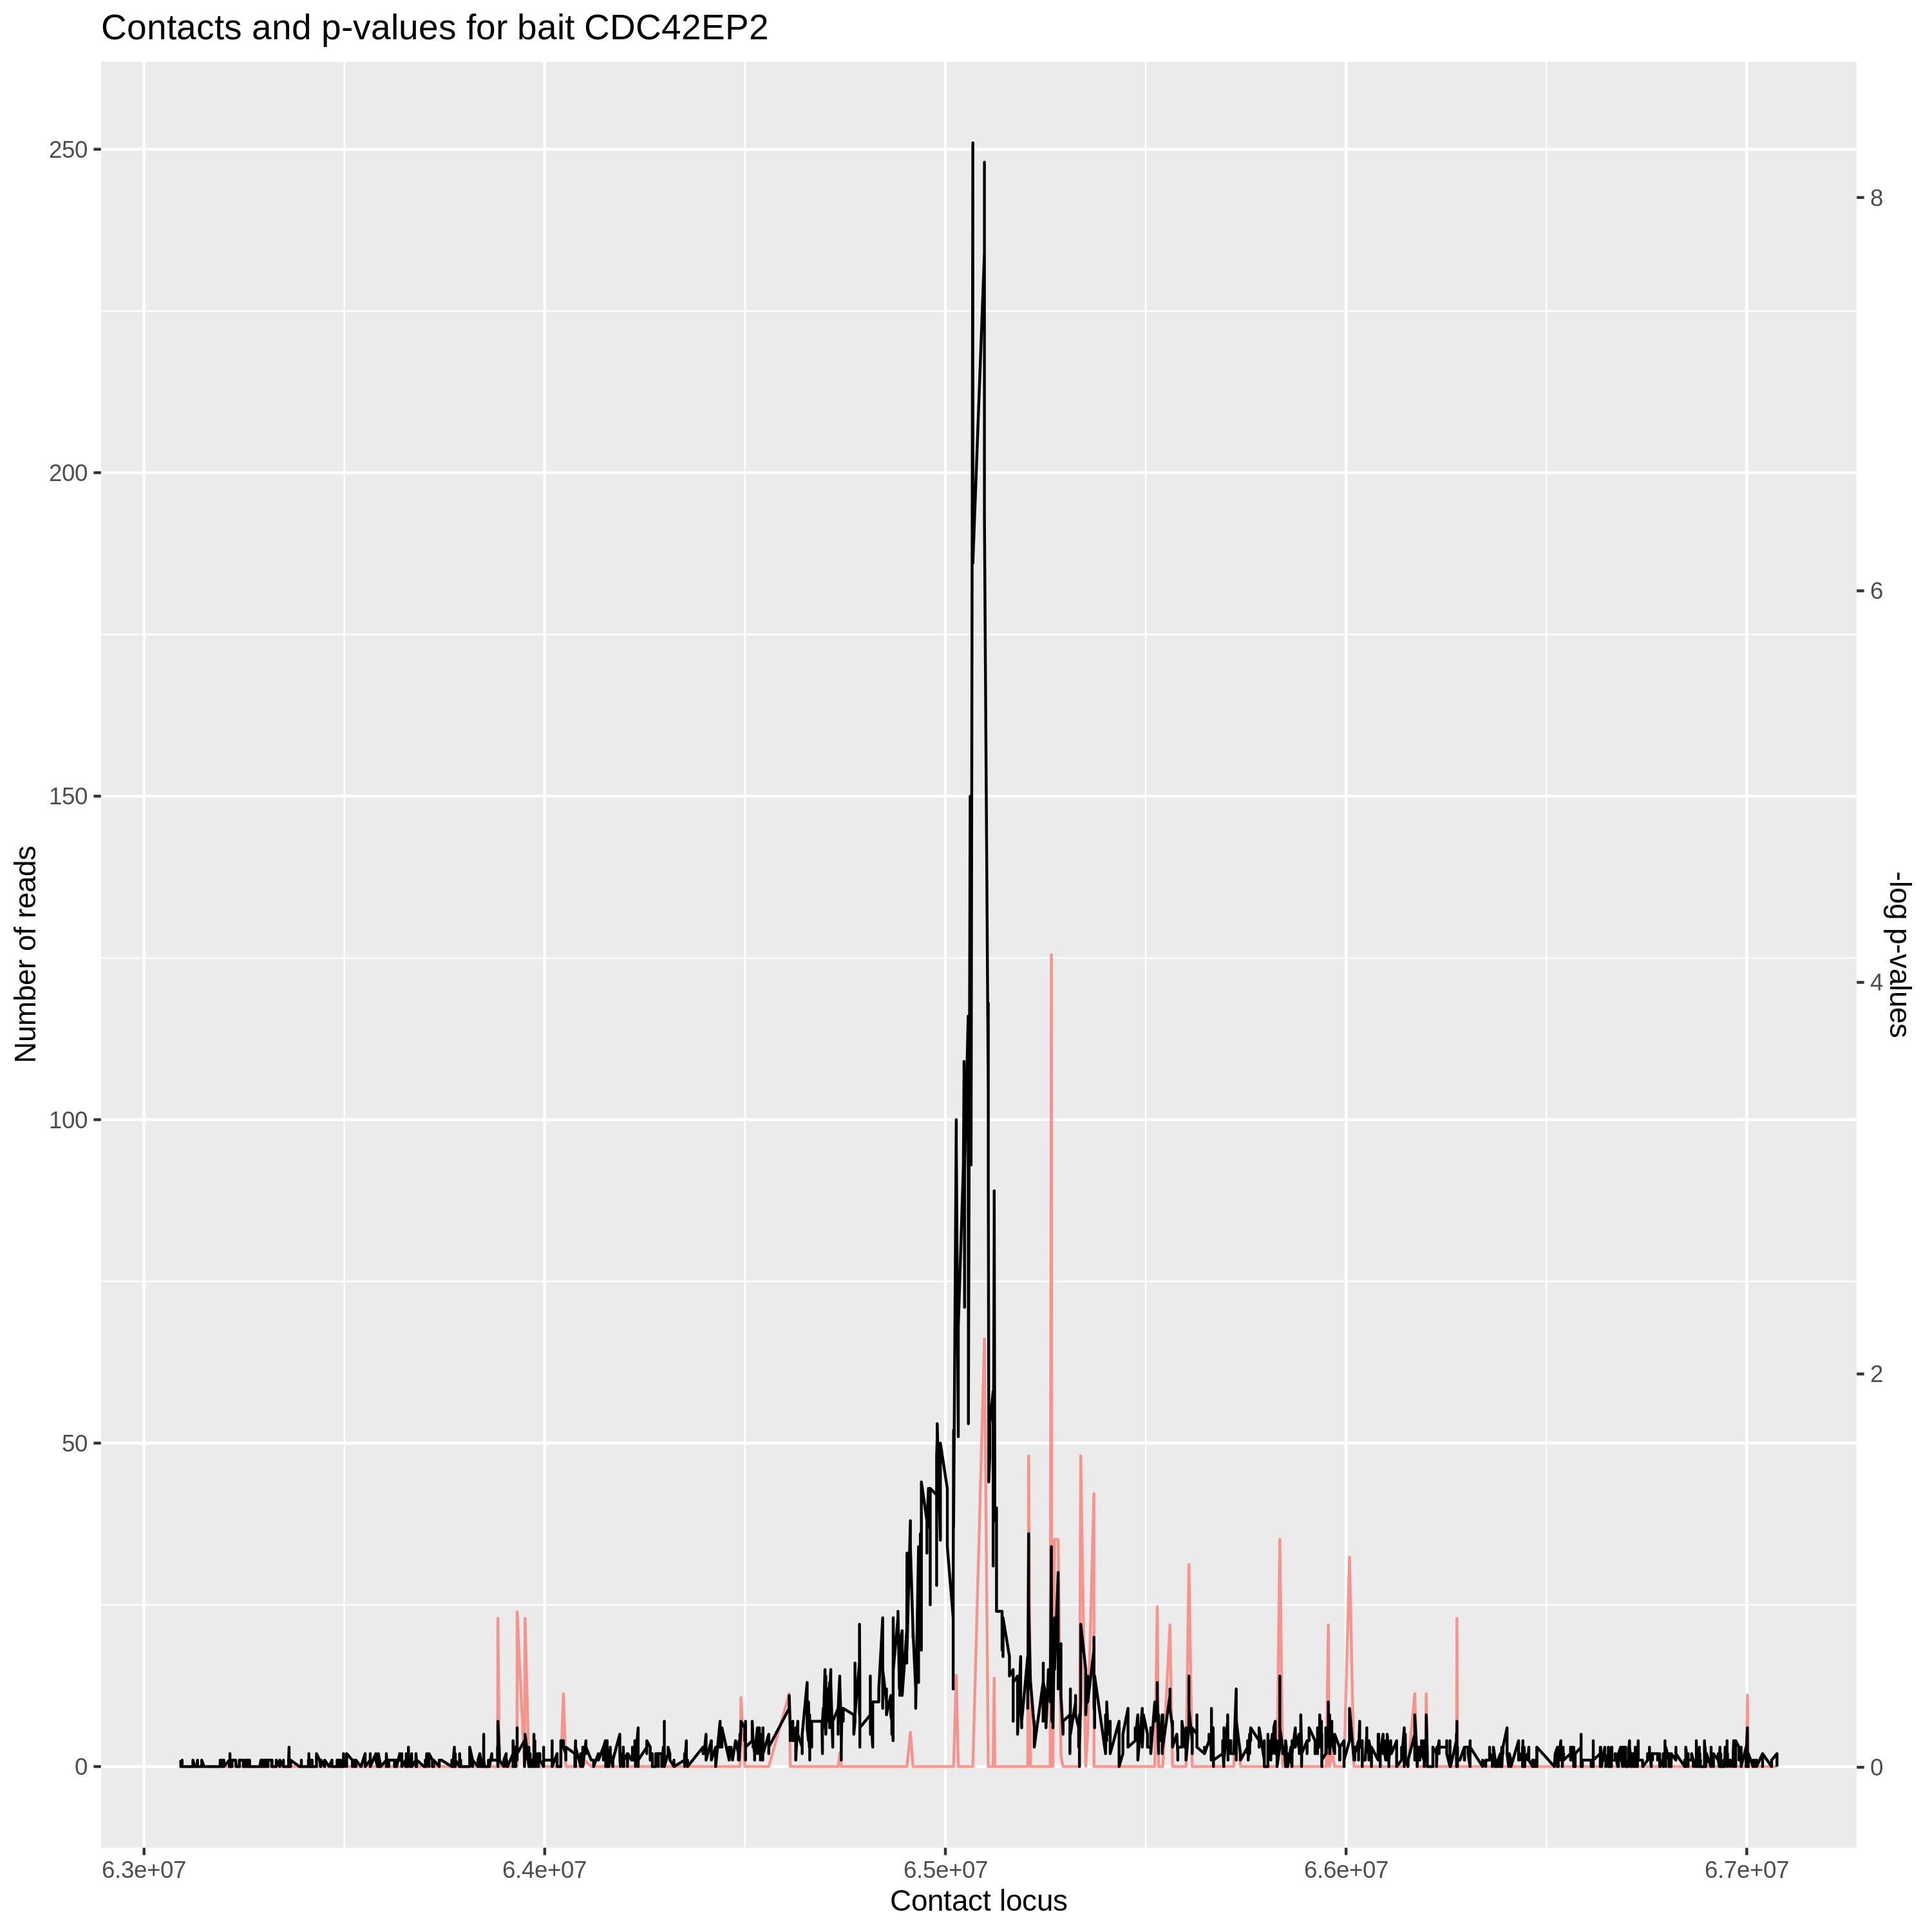 Contacts and p-values for bait CDC42EP2
250
200
150
100
50
0
Number of reads
8
6
4
2
0
-log p-values
6.3e+07
6.4e+07
6.5e+07
6.6e+07
6.7e+07
Contact locus